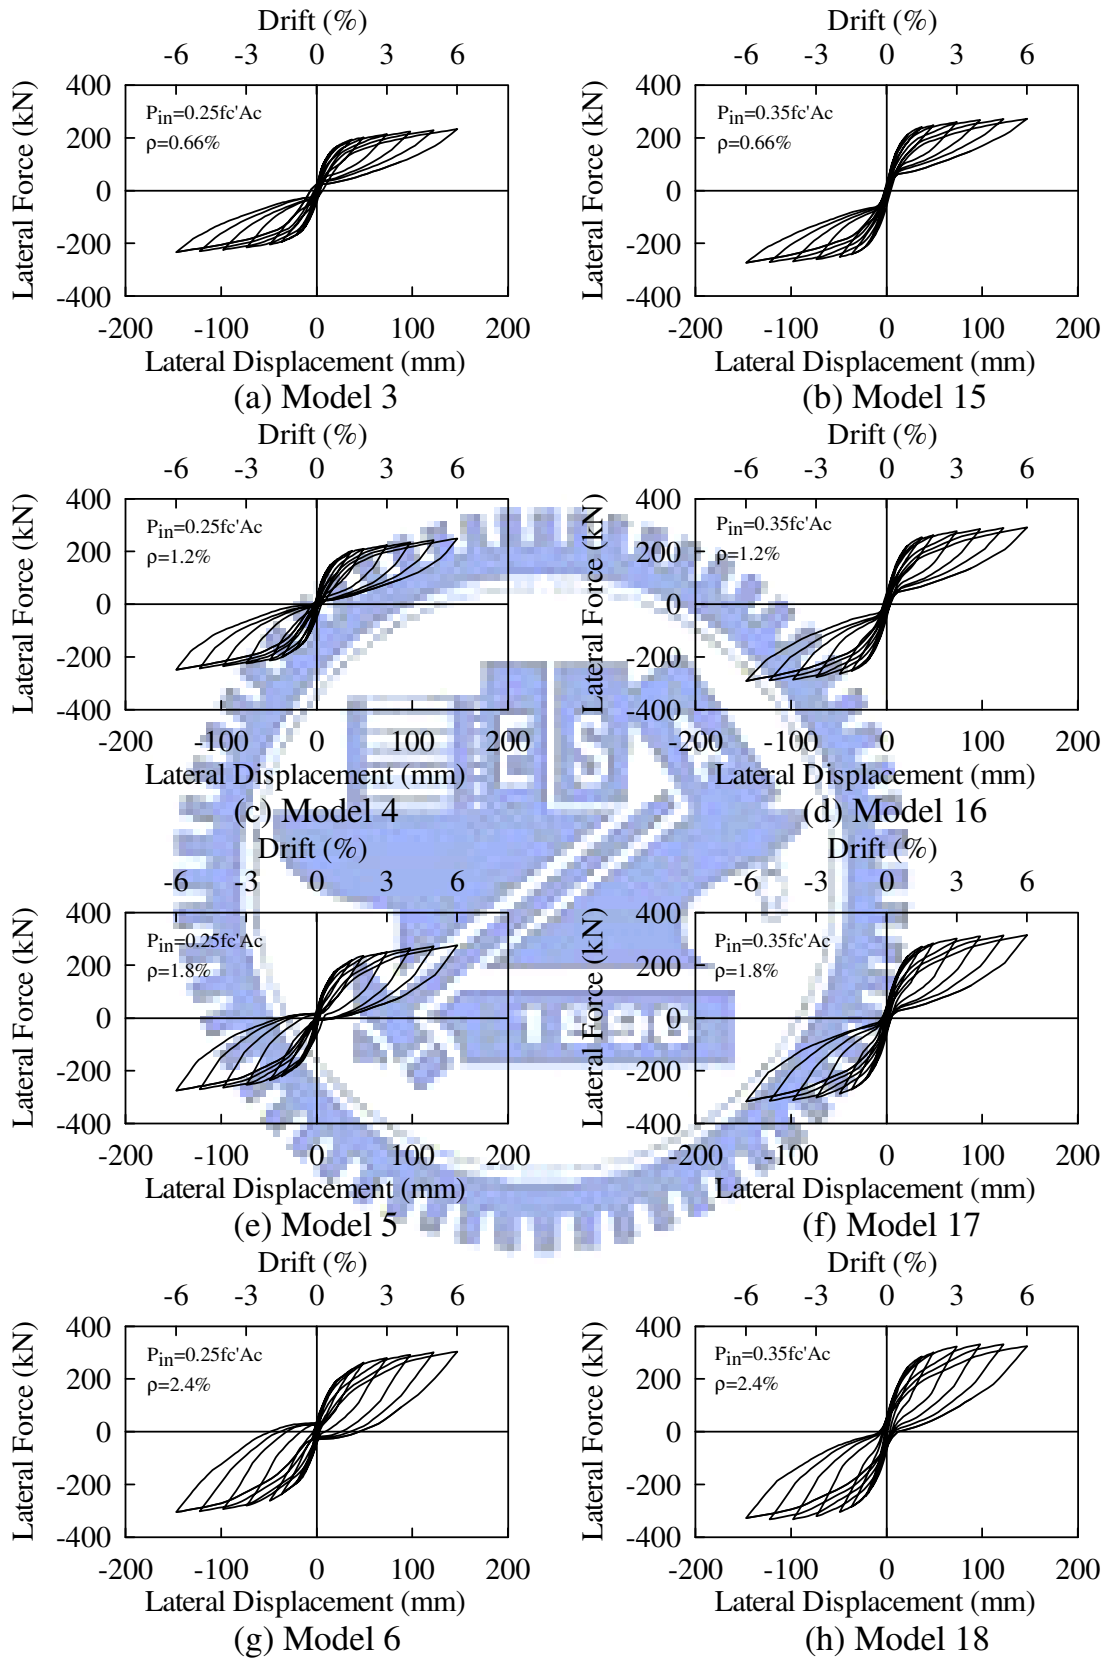 Drift (%)
-6 -3 0 3 6
400
200
0
-200
-400
Lateral Force (kN)
Pin=0.25fc'Ac
ρ=0.66%
-200 -100 0 100 200
Lateral Displacement (mm)
(a) Model 3
Drift (%)
-6 -3 0 3 6
400
200
0
-200
-400
Lateral Force (kN)
Pin=0.35fc'Ac
ρ=0.66%
-200 -100 0 100 200
Lateral Displacement (mm)
(b) Model 15
Drift (%)
-6 -3 0 3 6
400
200
0
-200
-400
Lateral Force (kN)
Pin=0.25fc'Ac
ρ=1.2%
-200 -100 0 100 200
Lateral Displacement (mm)
(c) Model 4
Drift (%)
-6 -3 0 3 6
400
200
0
-200
-400
Lateral Force (kN)
Pin=0.35fc'Ac
ρ=1.2%
-200 -100 0 100 200
Lateral Displacement (mm)
(d) Model 16
Drift (%)
-6 -3 0 3 6
400
200
0
-200
-400
Lateral Force (kN)
Pin=0.25fc'Ac
ρ=1.8%
-200 -100 0 100 200
Lateral Displacement (mm)
(e) Model 5
Drift (%)
-6 -3 0 3 6
400
200
0
-200
-400
Lateral Force (kN)
Pin=0.35fc'Ac
ρ=1.8%
-200 -100 0 100 200
Lateral Displacement (mm)
(f) Model 17
Drift (%)
-6 -3 0 3 6
400
200
0
-200
-400
Lateral Force (kN)
Pin=0.25fc'Ac
ρ=2.4%
-200 -100 0 100 200
Lateral Displacement (mm)
(g) Model 6
Drift (%)
-6 -3 0 3 6
400
200
0
-200
-400
Lateral Force (kN)
Pin=0.35fc'Ac
ρ=2.4%
-200 -100 0 100 200
Lateral Displacement (mm)
(h) Model 18
ES
1896